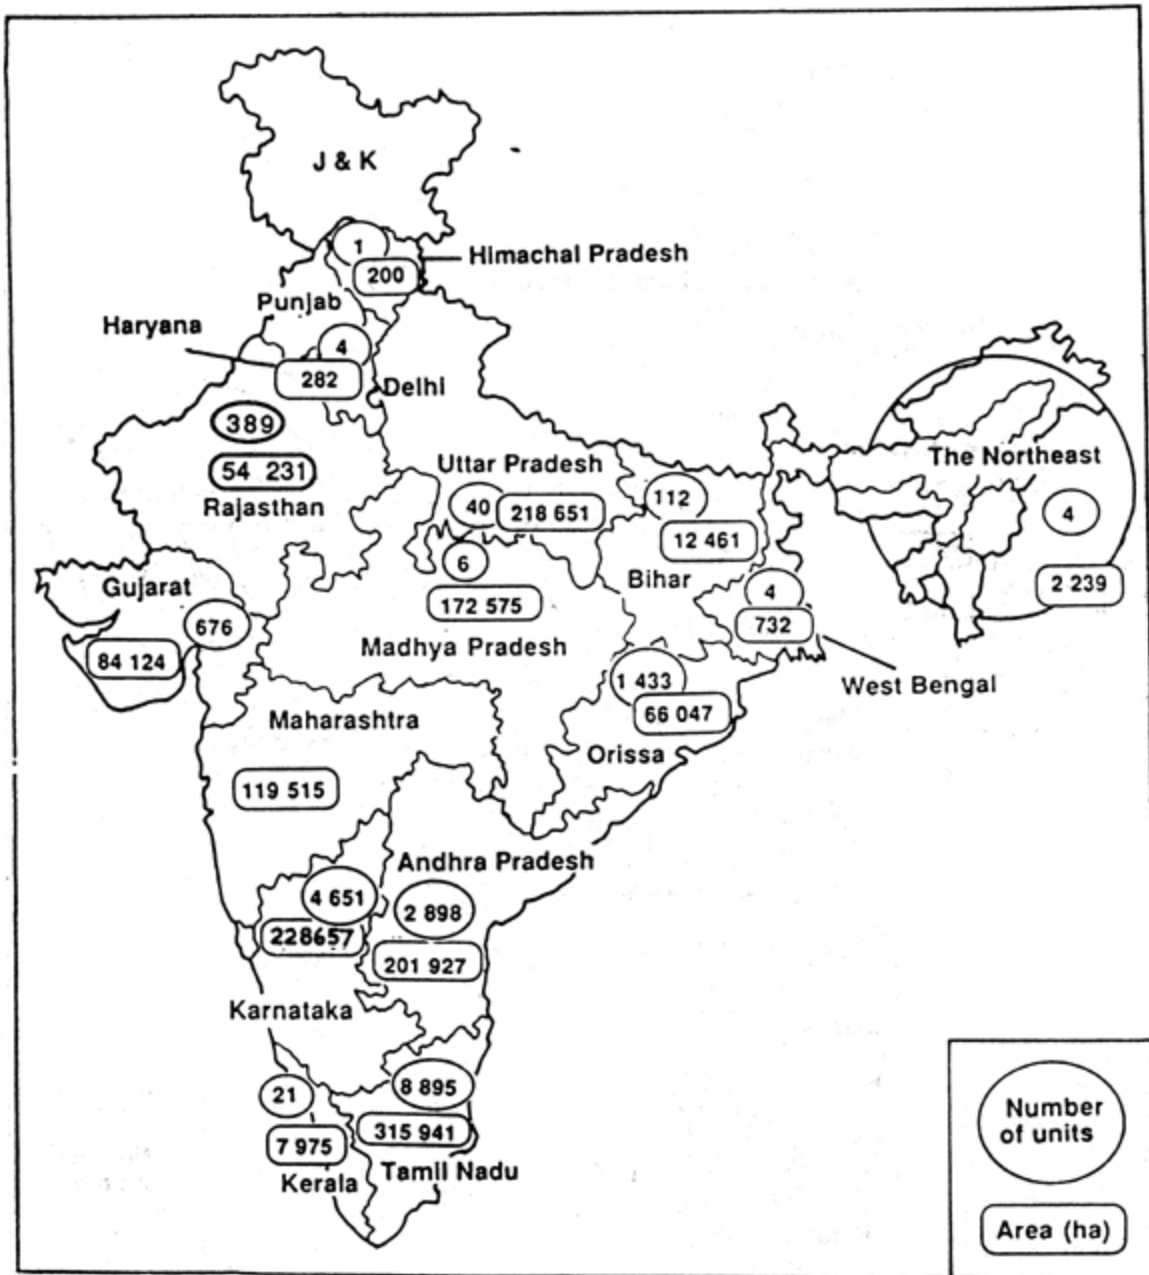 J & K
1
200
Himachal Pradesh
Punjab
Haryana
4
282
Delhi
389
54 231
Rajasthan
Uttar Pradesh
40
218 651
112
12 461
Bihar
The Northeast
4
2 239
6
172 575
Madhya Pradesh
Gujarat
676
84 124
4
732
West Bengal
1 433
66 047
Orissa
Maharashtra
119 515
Andhra Pradesh
4 651
228657
2 898
201 927
Karnataka
21
7 975
Kerala
8 895
315 941
Tamil Nadu
Number
of units
Area (ha)